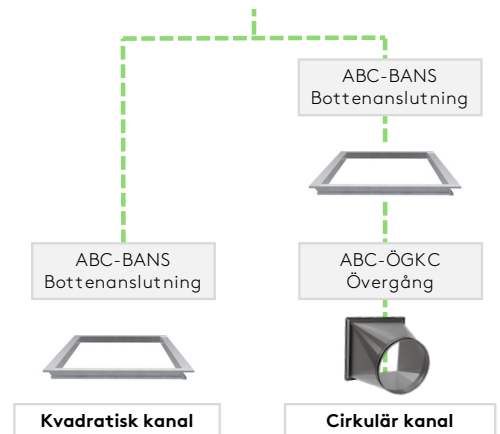 ABC-BANS
Bottenanslutning
ABC-BANS
Bottenanslutning
ABC-ÖGKC
Övergång
Kvadratisk kanal
Cirkulär kanal